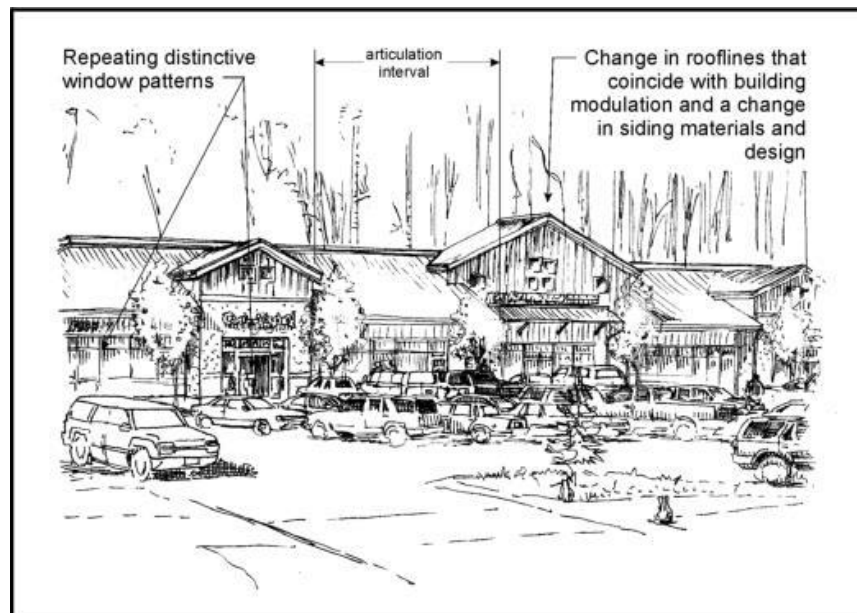 Repeating distinctive
window patterns
articulation
interval
Change in rooflines that
coincide with building
modulation and a change
in siding materials and
design